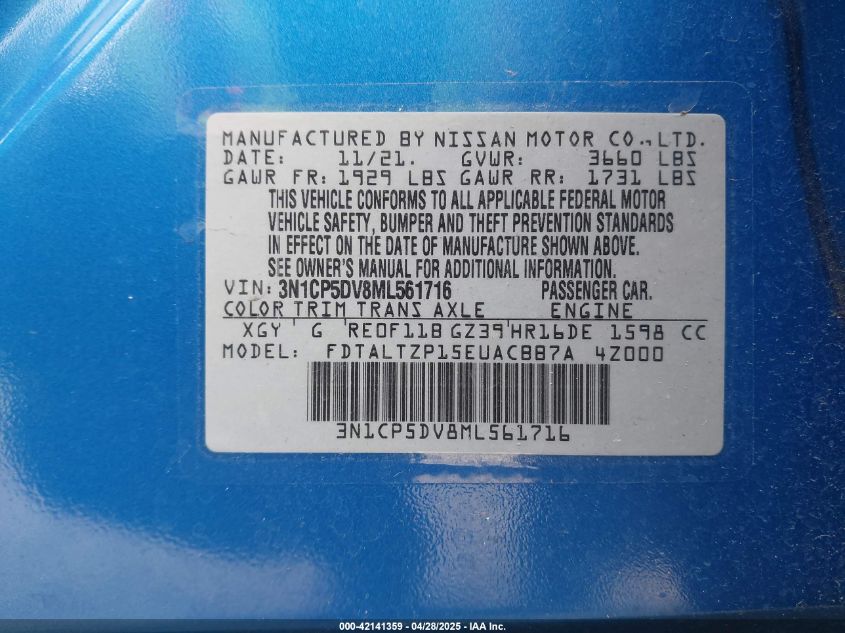 MANUFACTURED BY NISSAN MOTOR CO., LTD.
DATE: 11/21. GVWR: 3660 LBS
GAWR FR: 1929 LBS GAWR RR: 1731 LBS
THIS VEHICLE CONFORMS TO ALL APPLICABLE FEDERAL MOTOR
VEHICLE SAFETY, BUMPER AND THEFT PREVENTION STANDARDS
IN EFFECT ON THE DATE OF MANUFACTURE SHOWN ABOVE.
SEE OWNER'S MANUAL FOR ADDITIONAL INFORMATION.
VIN: 3N1CP5DV8ML561716 PASSENGER CAR.
COLOR TRIM TRANS AXLE ENGINE
XGY G RE0F11B GZ39 HR16DE 1598 CC
MODEL: FDTALTZP15EUACBB7A 4Z000
3N1CP5DV8ML561716
000-42141359 - 04/28/2025 - IAA Inc.